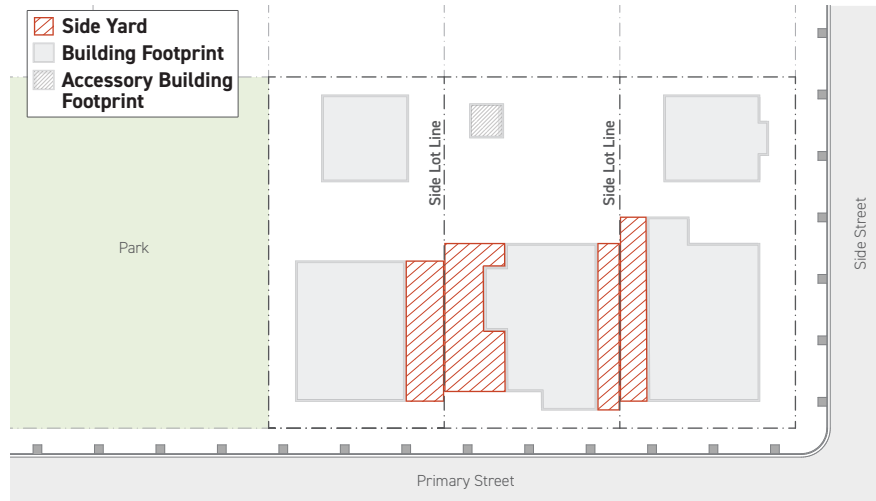 Side Yard
Building Footprint
Accessory Building
Footprint
Side Lot Line
Side Lot Line
Park
Side Street
Primary Street